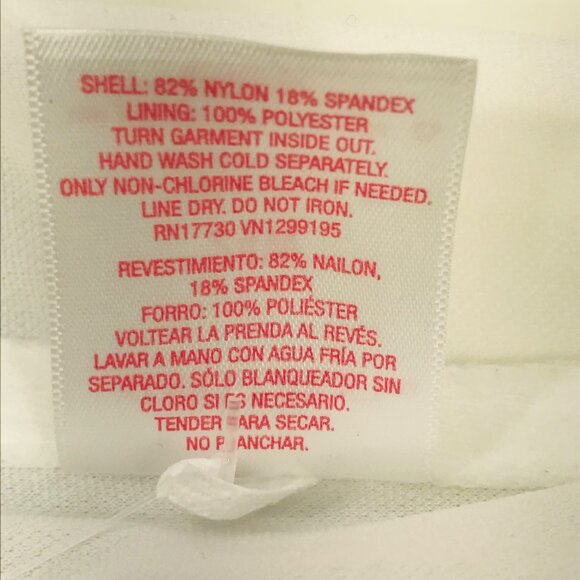 SHELL: 82% NYLON 18% SPANDEX
LINING: 100% POLYESTER
TURN GARMENT INSIDE OUT.
HAND WASH COLD SEPARATELY.
ONLY NON-CHLORINE BLEACH IF NEEDED.
LINE DRY. DO NOT IRON.
RN17730 VN1299195
REVESTIMIENTO: 82% NAILON,
18% SPANDEX
FORRO: 100% POLIÉSTER
VOLTEAR LA PRENDA AL REVÉS.
LAVAR A MANO CON AGUA FRÍA POR
SEPARADO. SÓLO BLANQUEADOR SIN
CLORO SI ES NECESARIO.
TENDER PARA SECAR.
NO PLANCHAR.